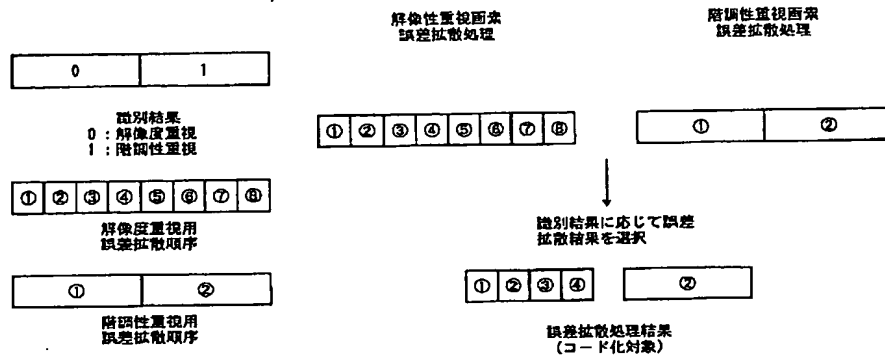 解像性重視画素
誤差拡散処理
階調性重視画素
誤差拡散処理
0 1
識別結果
0:解像度重視
1:階調性重視
① ② ③ ④ ⑤ ⑥ ⑦ ⑧
① ②
① ② ③ ④ ⑤ ⑥ ⑦ ⑧
解像度重視用
誤差拡散順序
識別結果に応じて誤差
拡散結果を選択
① ②
階調性重視用
誤差拡散順序
① ② ③ ④ ②
誤差拡散処理結果
(コード化対象)